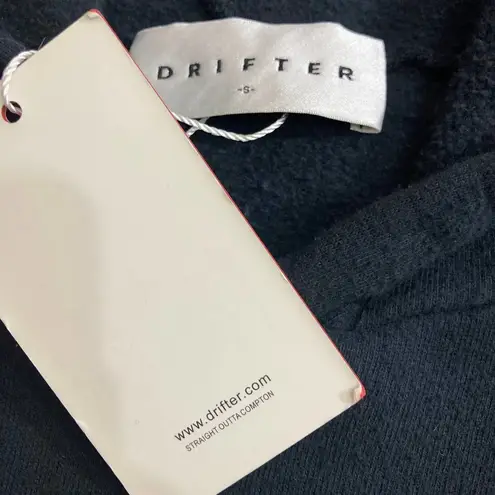 DRIFTER
-S-
www.drifter.com
STRAIGHT OUTTA COMPTON